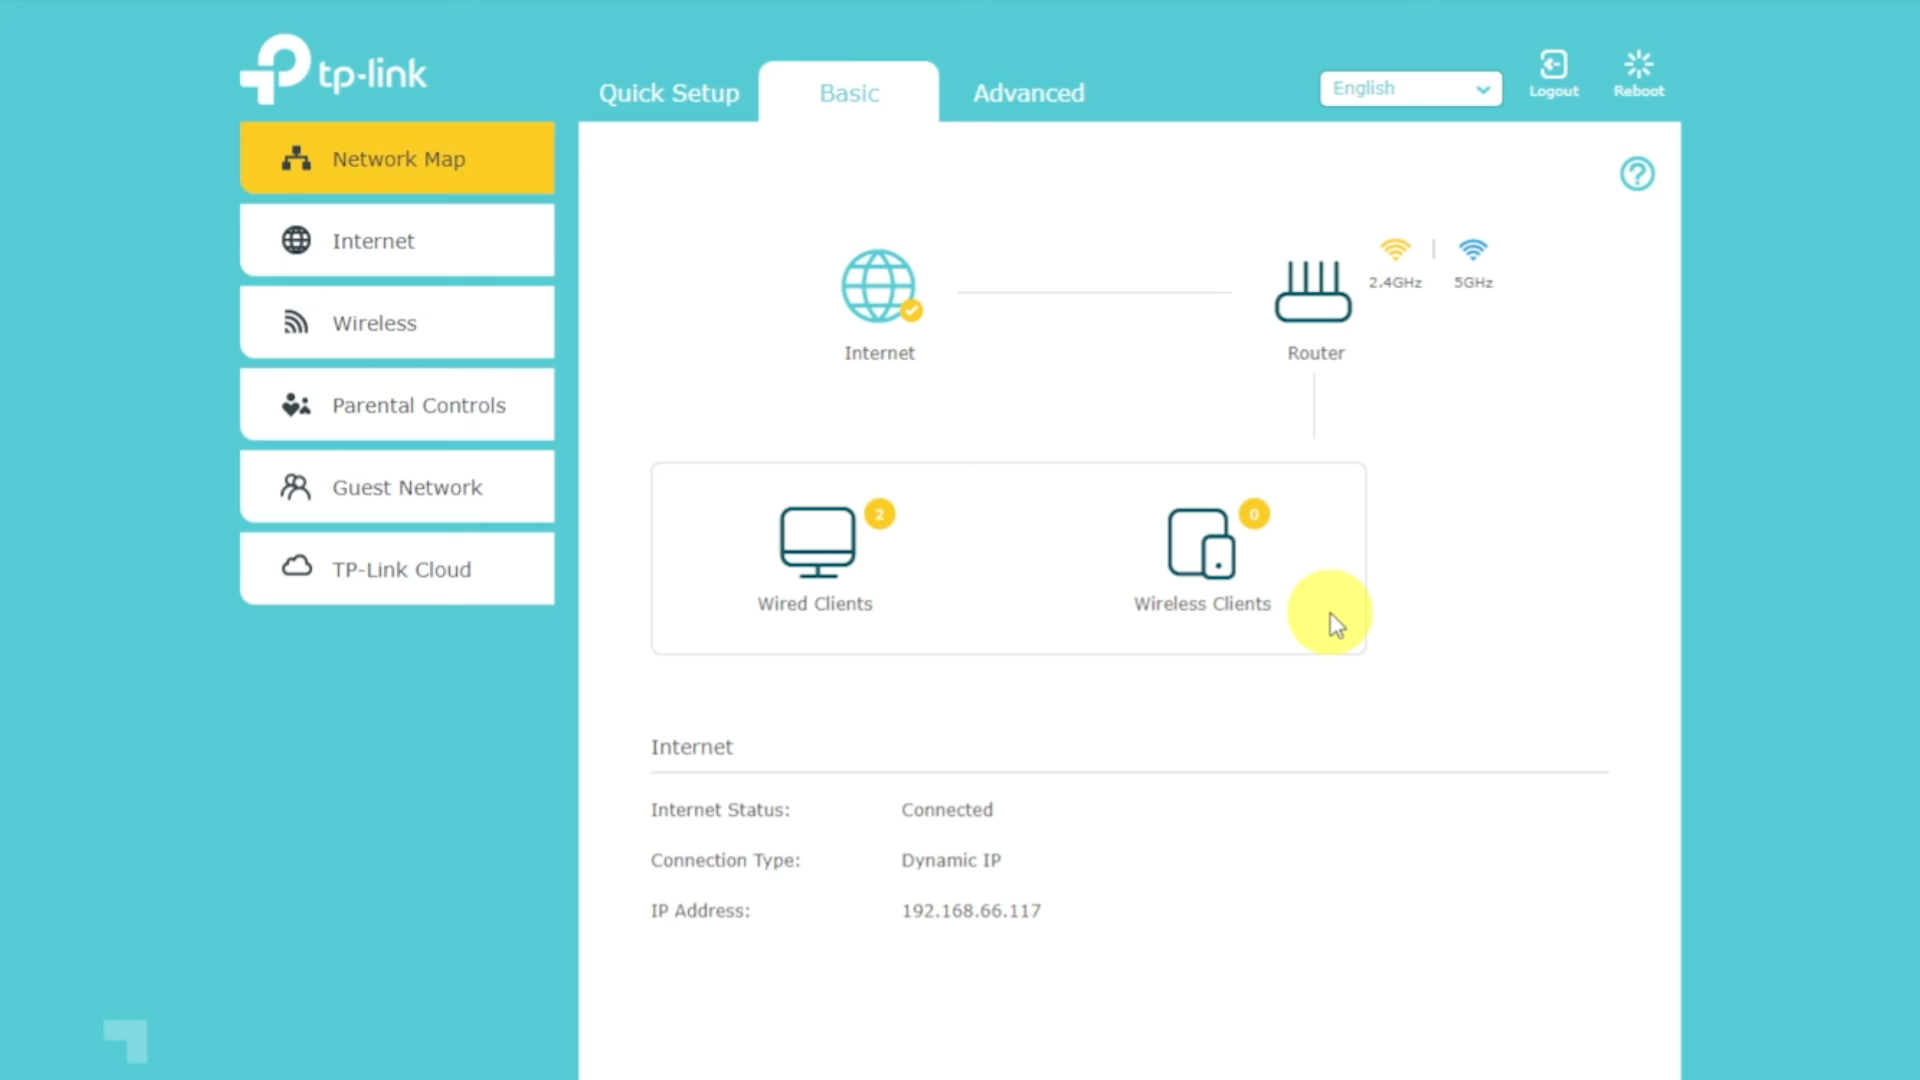 tp-link
Quick Setup
Basic
Advanced
English
Logout
Reboot
Network Map
Internet
Wireless
Parental Controls
Guest Network
TP-Link Cloud
?
2.4GHz | 5GHz
Internet
Router
2
0
Wired Clients
Wireless Clients
Internet
Internet Status: Connected
Connection Type: Dynamic IP
IP Address: 192.168.66.117